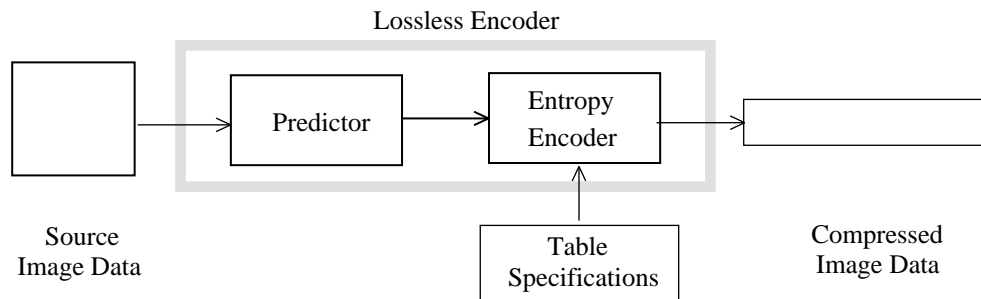 Lossless Encoder
Predictor
Entropy
Encoder
Source
Image Data
Table
Specifications
Compressed
Image Data